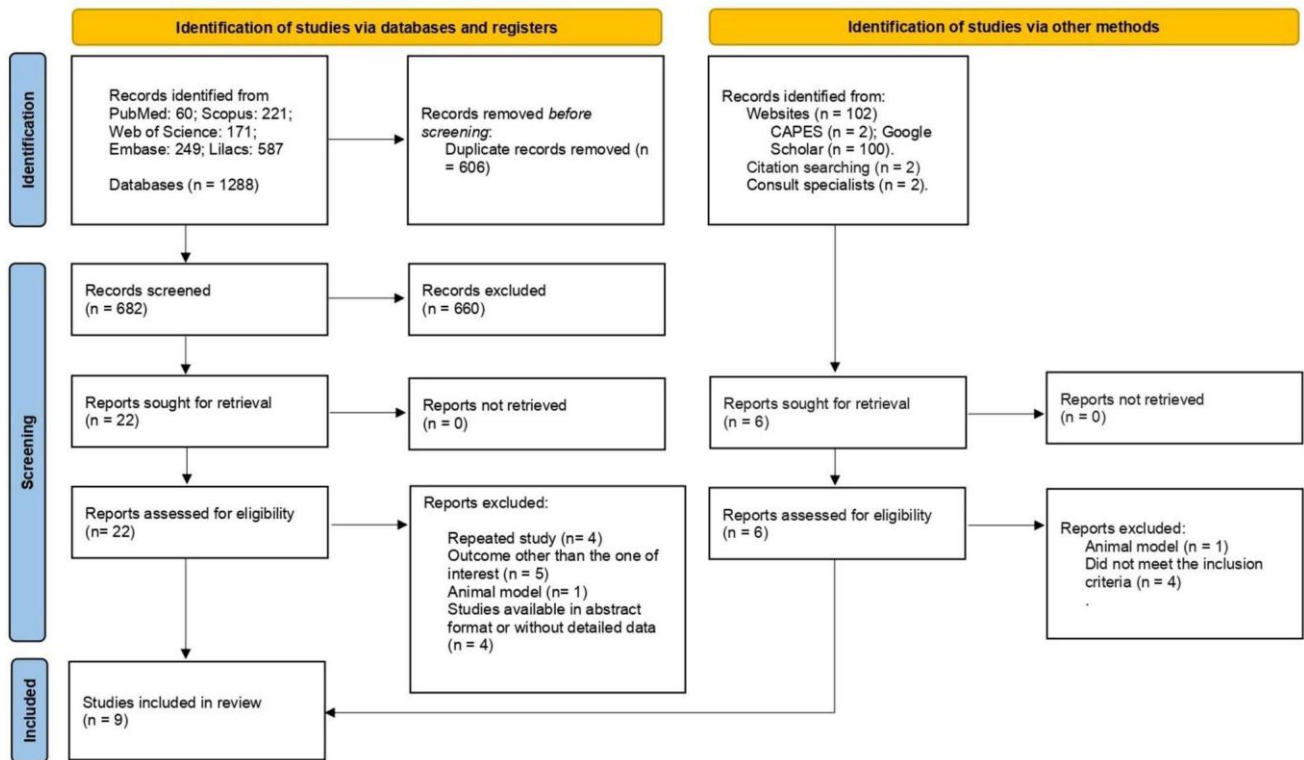 Identification of studies via databases and registers
Identification of studies via other methods
Identification
Records identified from
PubMed: 60; Scopus: 221;
Web of Science: 171;
Embase: 249; Lilacs: 587
Databases (n = 1288)
Records removed before
screening:
Duplicate records removed (n
= 606)
Records identified from:
Websites (n = 102)
CAPES (n = 2); Google
Scholar (n = 100).
Citation searching (n = 2)
Consult specialists (n = 2).
Screening
Records screened
(n = 682)
Records excluded
(n = 660)
Reports sought for retrieval
(n = 22)
Reports not retrieved
(n = 0)
Reports sought for retrieval
(n = 6)
Reports not retrieved
(n = 0)
Reports assessed for eligibility
(n= 22)
Reports excluded:
Repeated study (n= 4)
Outcome other than the one of
interest (n = 5)
Animal model (n= 1)
Studies available in abstract
format or without detailed data
(n = 4)
Reports assessed for eligibility
(n = 6)
Reports excluded:
Animal model (n = 1)
Did not meet the inclusion
criteria (n = 4)
.
Included
Studies included in review
(n = 9)